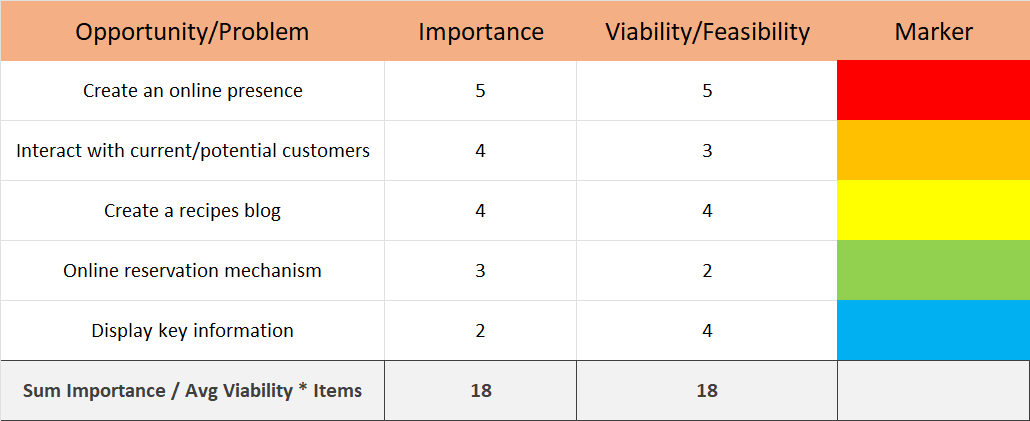 Opportunity/Problem Importance Viability/Feasibility Marker
Create an online presence 5 5
Interact with current/potential customers 4 3
Create a recipes blog 4 4
Online reservation mechanism 3 2
Display key information 2 4
Sum Importance / Avg Viability * Items 18 18